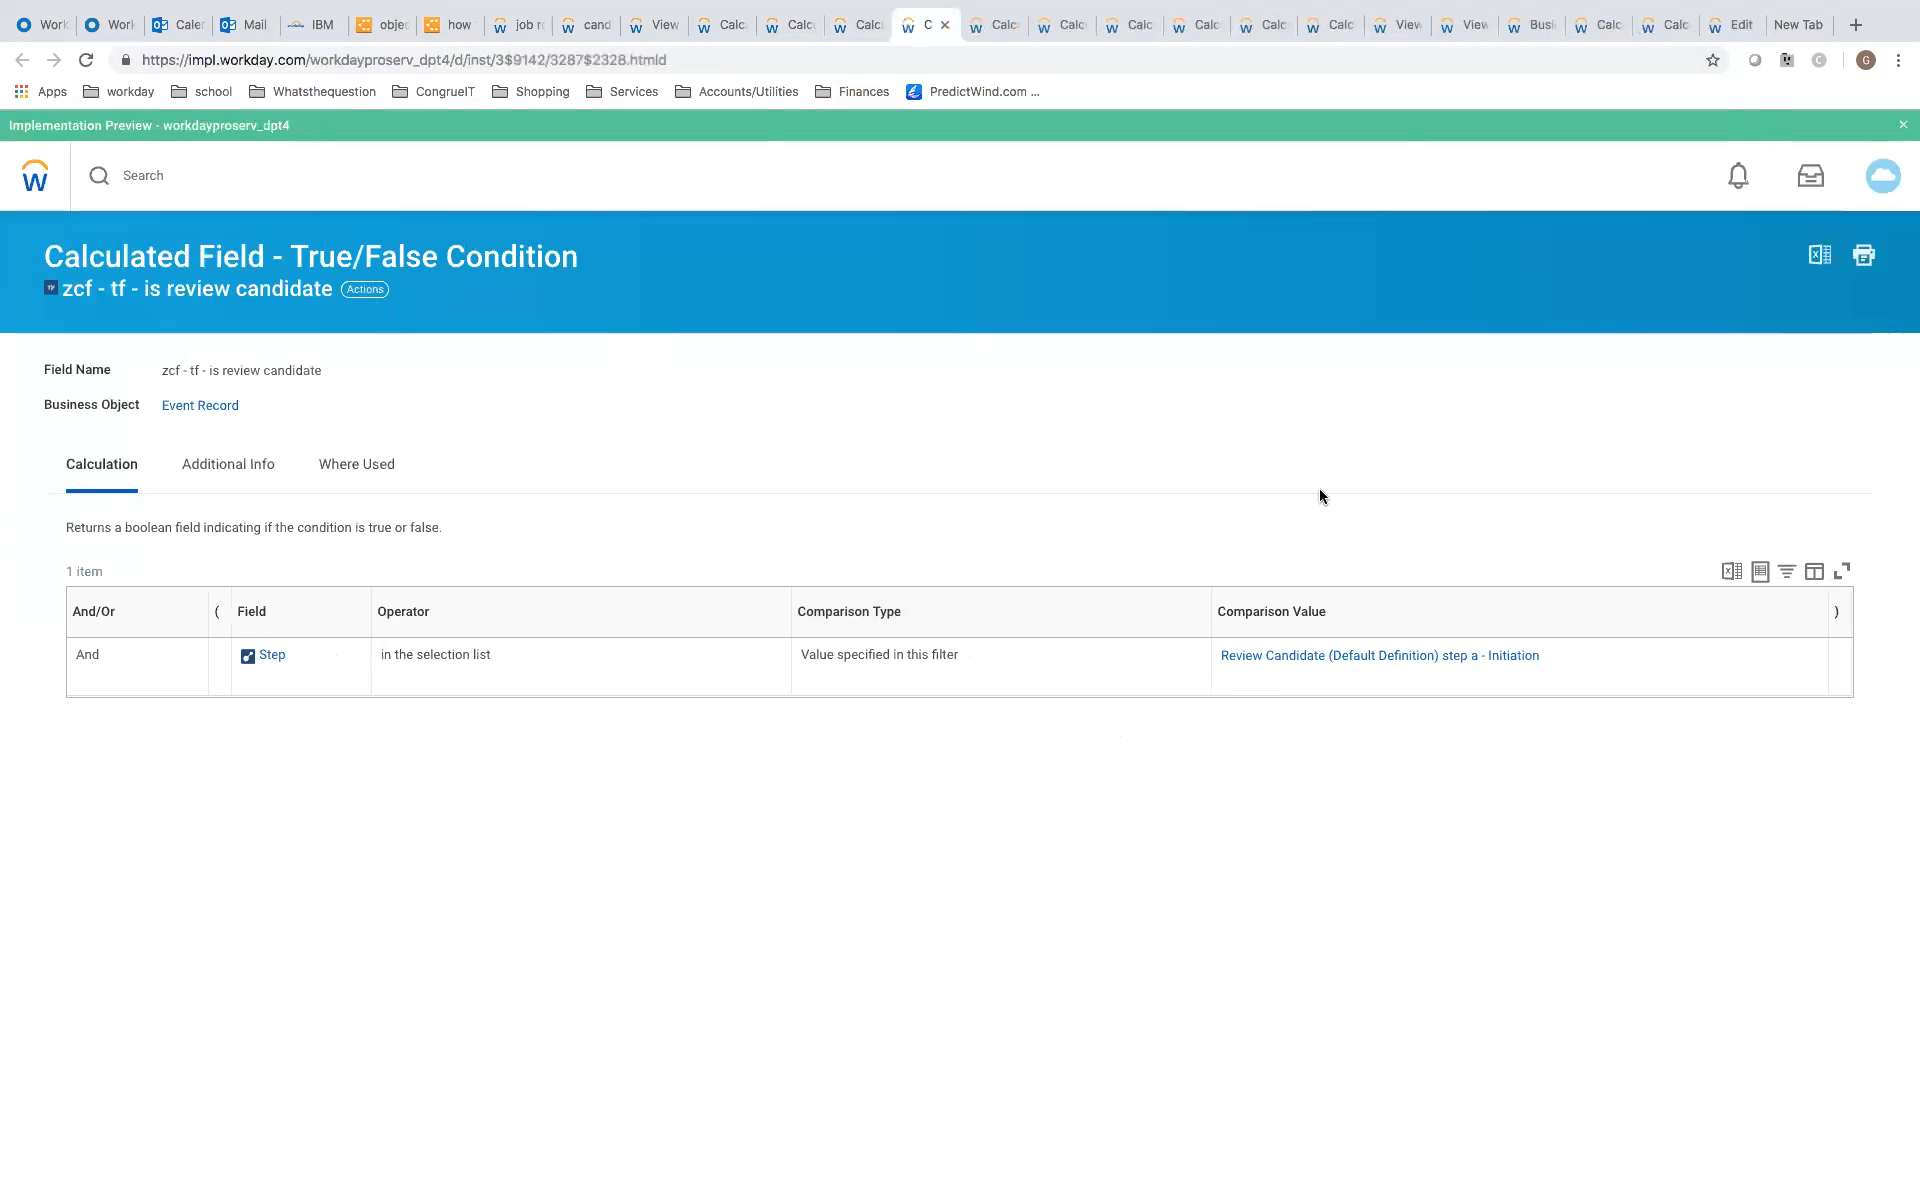 Work
Work
Caler
Mail
IBM
objec
how
job r
cand
View
Calc
Calc
Calc
C
Calc
Calc
Calc
Calc
Calc
Calc
View
View
Busi
Calc
Calc
Edit
New Tab
https://impl.workday.com/workdayproserv_dpt4/d/inst/3$9142/3287$2328.htmld
G
Apps
workday
school
Whatsthequestion
CongrueIT
Shopping
Services
Accounts/Utilities
Finances
PredictWind.com ...
Implementation Preview - workdayproserv_dpt4
Search
Calculated Field - True/False Condition
zcf - tf - is review candidate Actions
Field Name zcf - tf - is review candidate
Business Object Event Record
Calculation Additional Info Where Used
Returns a boolean field indicating if the condition is true or false.
1 item
And/Or ( Field Operator Comparison Type Comparison Value )
And Step in the selection list Value specified in this filter Review Candidate (Default Definition) step a - Initiation